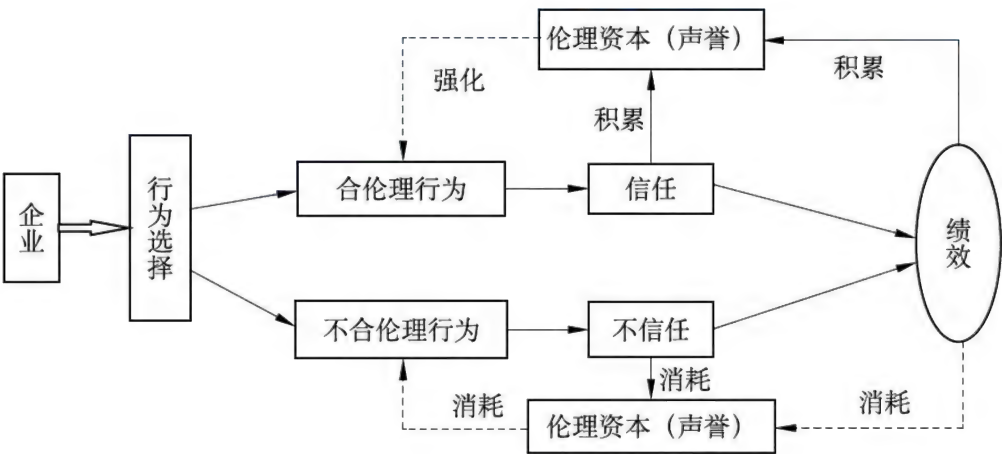 伦理资本（声誉）
强化
积累
积累
企业
行为选择
合伦理行为
信任
绩效
不合伦理行为
不信任
消耗
消耗
消耗
伦理资本（声誉）